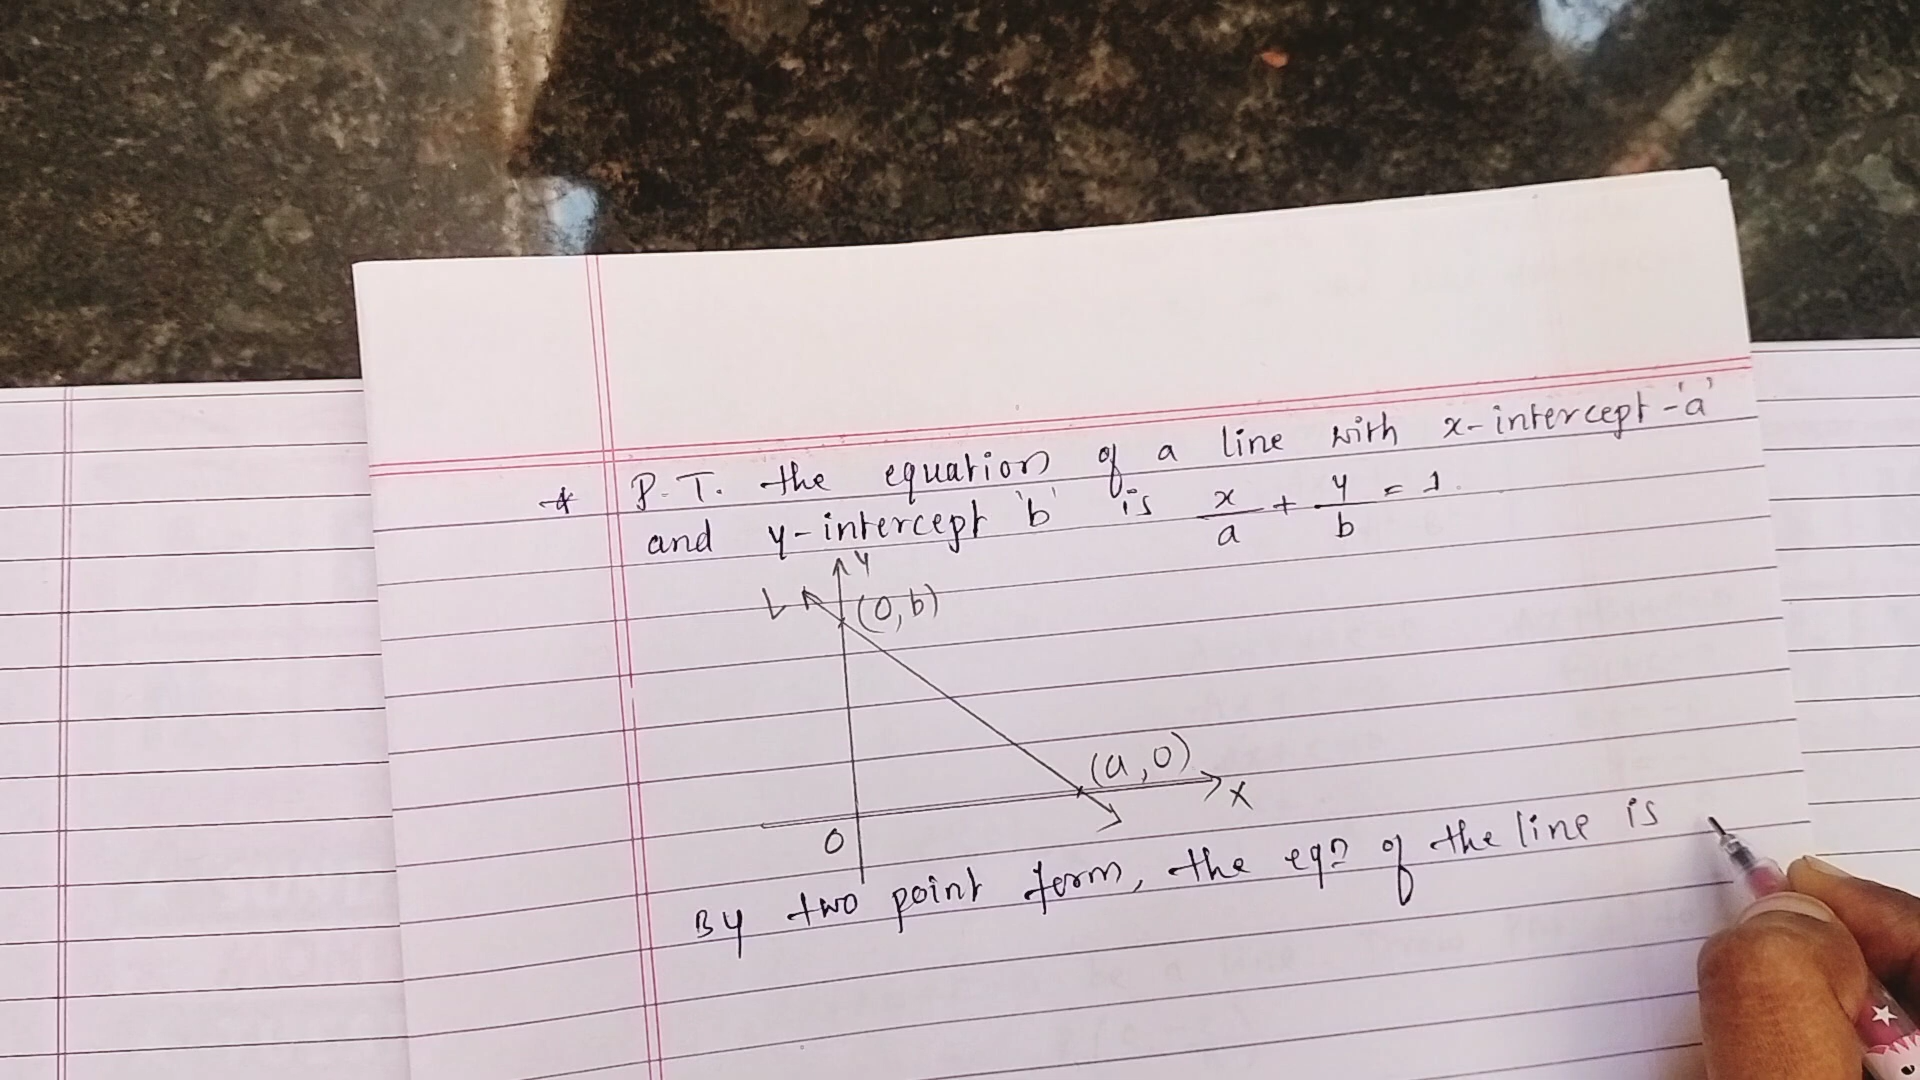 * P.T. the equation of a line with x-intercept-'a'
and y-intercept 'b' is x/a + y/b = 1.
Y
L (0,b)
(a,0)
X
O
By two point form, the eqn of the line is